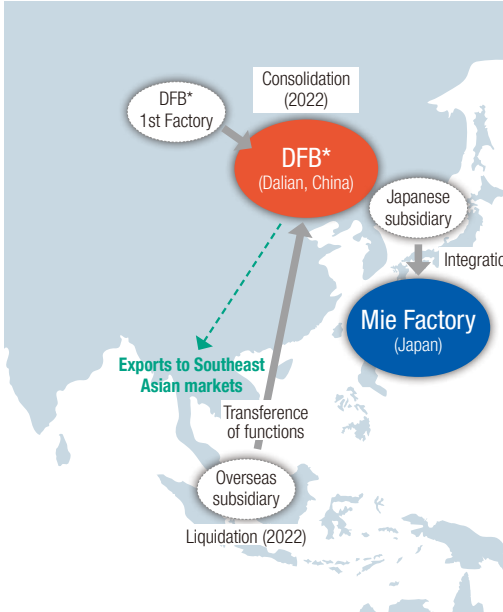 Consolidation
(2022)
DFB*
1st Factory
DFB*
(Dalian, China)
Japanese
subsidiary
Integratio
Mie Factory
(Japan)
Exports to Southeast
Asian markets
Transference
of functions
Overseas
subsidiary
Liquidation (2022)